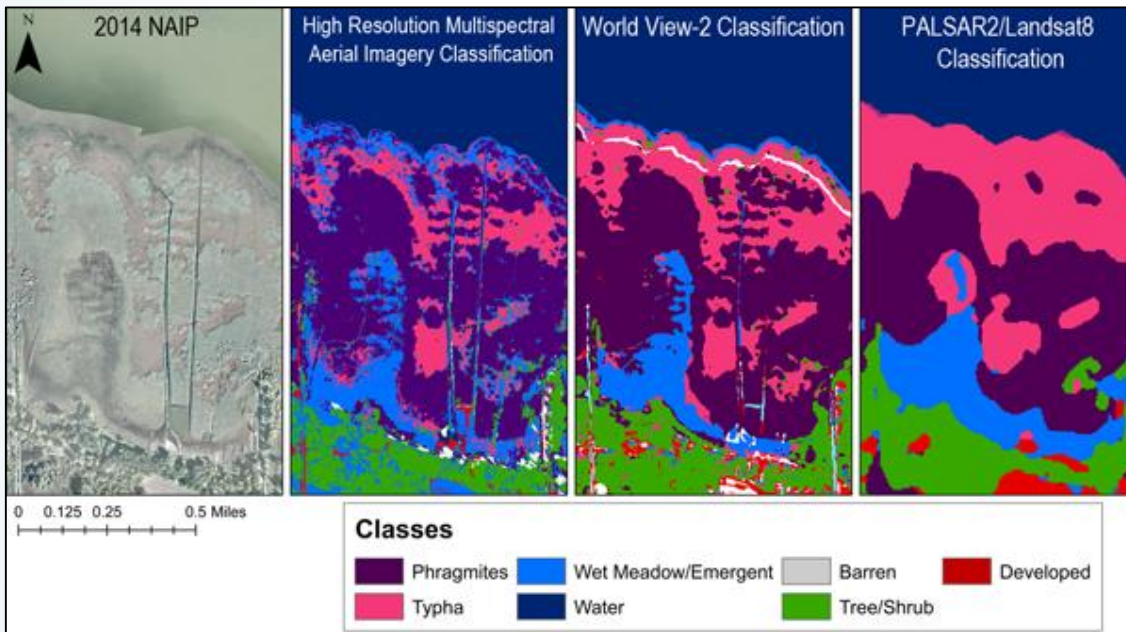 N
2014 NAIP
High Resolution Multispectral
Aerial Imagery Classification
World View-2 Classification
PALSAR2/Landsat8
Classification
0 0.125 0.25 0.5 Miles
Classes
Phragmites
Wet Meadow/Emergent
Barren
Developed
Typha
Water
Tree/Shrub